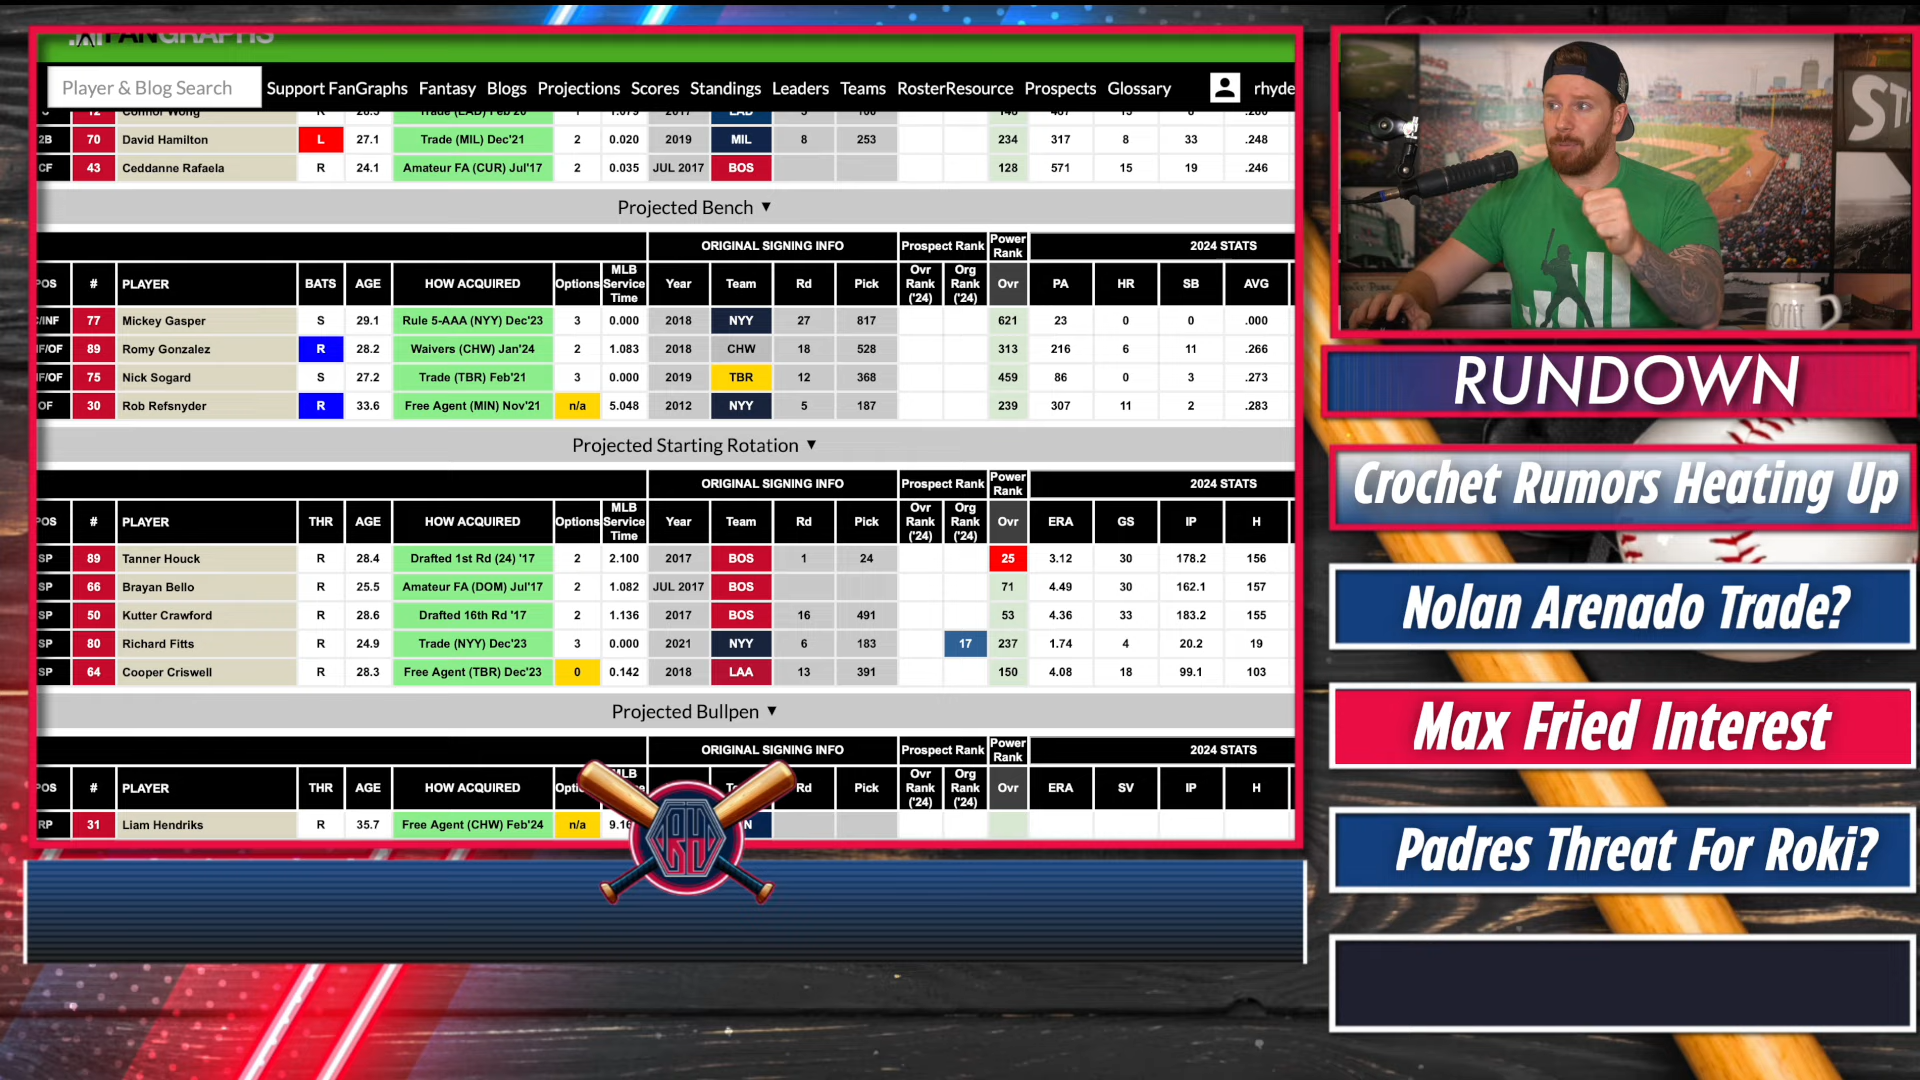 FANGRAPHS
Player & Blog Search Support FanGraphs Fantasy Blogs Projections Scores Standings Leaders Teams RosterResource Prospects Glossary rhyde
12 Connor Wong R Trade (LAD) Feb'20 2017 LAD
2B 70 David Hamilton L 27.1 Trade (MIL) Dec'21 2 0.020 2019 MIL 8 253 234 317 8 33 .248
CF 43 Ceddanne Rafaela R 24.1 Amateur FA (CUR) Jul'17 2 0.035 JUL 2017 BOS 128 571 15 19 .246
Projected Bench ▼
ORIGINAL SIGNING INFO Prospect Rank Power Rank 2024 STATS
POS # PLAYER BATS AGE HOW ACQUIRED Options MLB Service Time Year Team Rd Pick Ovr Rank ('24) Org Rank ('24) Ovr PA HR SB AVG
/INF 77 Mickey Gasper S 29.1 Rule 5-AAA (NYY) Dec'23 3 0.000 2018 NYY 27 817 621 23 0 0 .000
IF/OF 89 Romy Gonzalez R 28.2 Waivers (CHW) Jan'24 2 1.083 2018 CHW 18 528 313 216 6 11 .266
IF/OF 75 Nick Sogard S 27.2 Trade (TBR) Feb'21 3 0.000 2019 TBR 12 368 459 86 0 3 .273
OF 30 Rob Refsnyder R 33.6 Free Agent (MIN) Nov'21 n/a 5.048 2012 NYY 5 187 239 307 11 2 .283
Projected Starting Rotation ▼
ORIGINAL SIGNING INFO Prospect Rank Power Rank 2024 STATS
POS # PLAYER THR AGE HOW ACQUIRED Options MLB Service Time Year Team Rd Pick Ovr Rank ('24) Org Rank ('24) Ovr ERA GS IP H
SP 89 Tanner Houck R 28.4 Drafted 1st Rd (24) '17 2 2.100 2017 BOS 1 24 25 3.12 30 178.2 156
SP 66 Brayan Bello R 25.5 Amateur FA (DOM) Jul'17 2 1.082 JUL 2017 BOS 71 4.49 30 162.1 157
SP 50 Kutter Crawford R 28.6 Drafted 16th Rd '17 2 1.136 2017 BOS 16 491 53 4.36 33 183.2 155
SP 80 Richard Fitts R 24.9 Trade (NYY) Dec'23 3 0.000 2021 NYY 6 183 17 237 1.74 4 20.2 19
SP 64 Cooper Criswell R 28.3 Free Agent (TBR) Dec'23 0 0.142 2018 LAA 13 391 150 4.08 18 99.1 103
Projected Bullpen ▼
ORIGINAL SIGNING INFO Prospect Rank Power Rank 2024 STATS
POS # PLAYER THR AGE HOW ACQUIRED MLB Rd Pick Ovr Rank ('24) Org Rank ('24) Ovr ERA SV IP H
RP 31 Liam Hendriks R 35.7 Free Agent (CHW) Feb'24 n/a
RUNDOWN
Crochet Rumors Heating Up
Nolan Arenado Trade?
Max Fried Interest
Padres Threat For Roki?